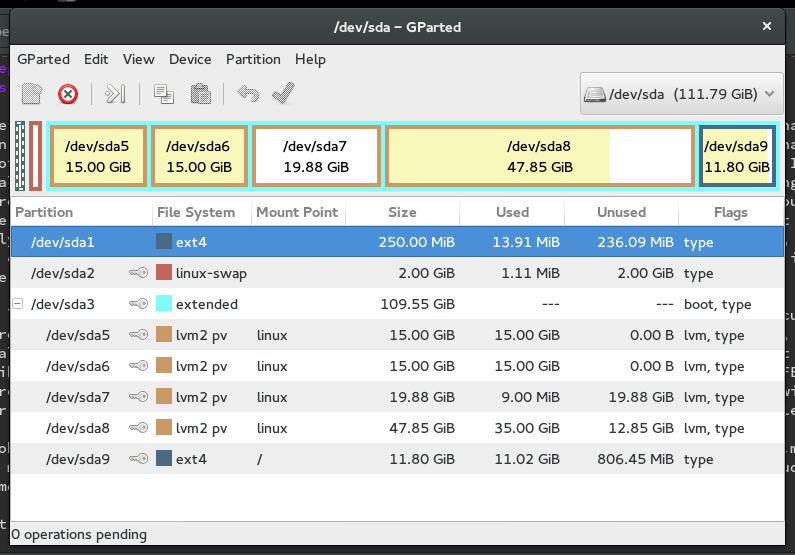 /dev/sda – GParted
×
GParted Edit View Device Partition Help
/dev/sda (111.79 GiB)
/dev/sda5 /dev/sda6 /dev/sda7 /dev/sda8 /dev/sda9
15.00 GiB 15.00 GiB 19.88 GiB 47.85 GiB 11.80 GiB
Partition File System Mount Point Size Used Unused Flags
/dev/sda1 ext4 250.00 MiB 13.91 MiB 236.09 MiB type
/dev/sda2 linux-swap 2.00 GiB 1.11 MiB 2.00 GiB type
/dev/sda3 extended 109.55 GiB --- --- boot, type
/dev/sda5 lvm2 pv linux 15.00 GiB 15.00 GiB 0.00 B lvm, type
/dev/sda6 lvm2 pv linux 15.00 GiB 15.00 GiB 0.00 B lvm, type
/dev/sda7 lvm2 pv linux 19.88 GiB 9.00 MiB 19.88 GiB lvm, type
/dev/sda8 lvm2 pv linux 47.85 GiB 35.00 GiB 12.85 GiB lvm, type
/dev/sda9 ext4 / 11.80 GiB 11.02 GiB 806.45 MiB type
0 operations pending